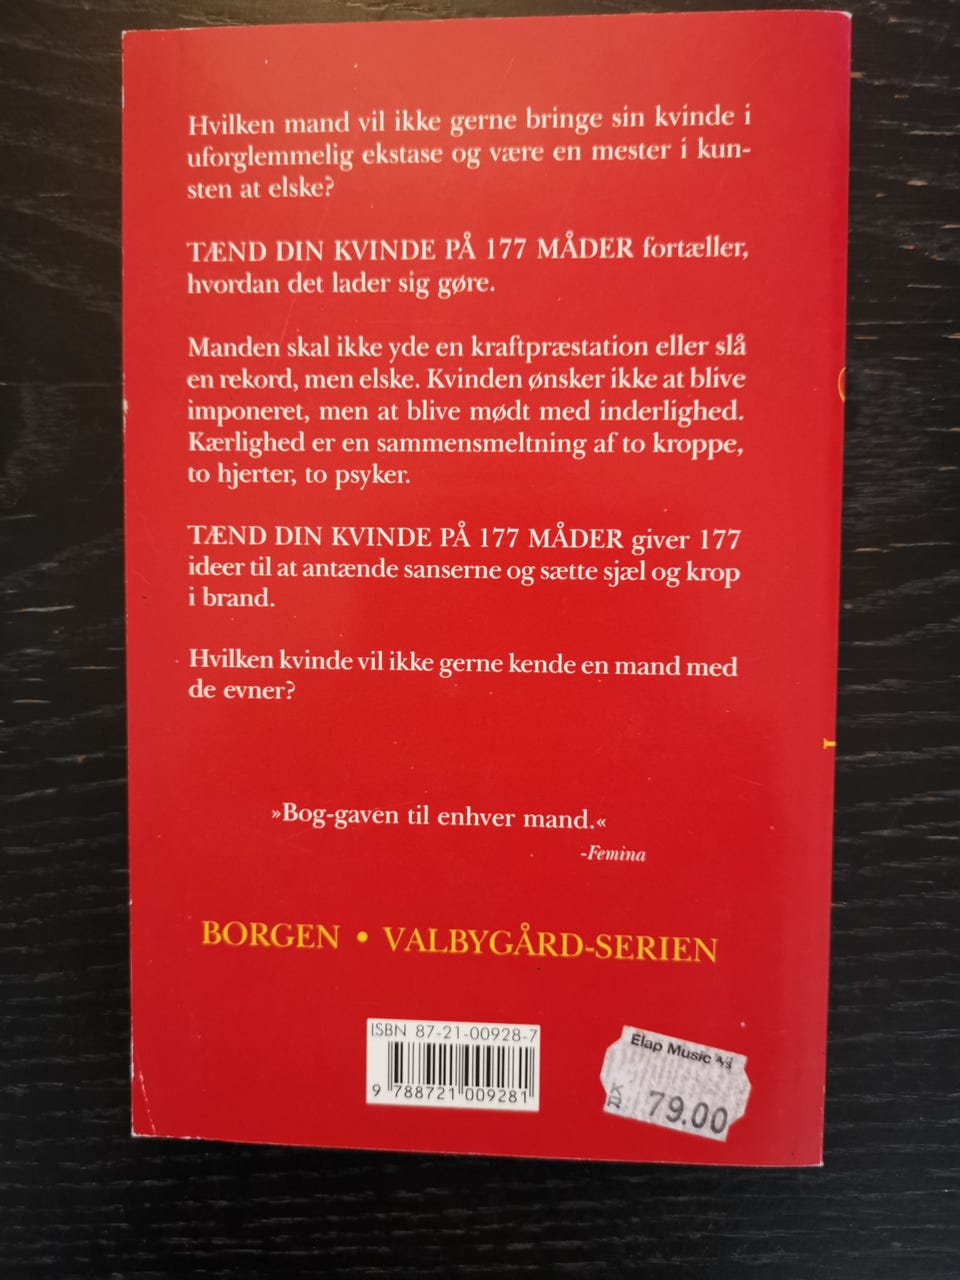 Hvilken mand vil ikke gerne bringe sin kvinde i
uforglemmelig ekstase og være en mester i kun-
sten at elske?
TÆND DIN KVINDE PÅ 177 MÅDER fortæller,
hvordan det lader sig gøre.
Manden skal ikke yde en kraftpræstation eller slå
en rekord, men elske. Kvinden ønsker ikke at blive
imponeret, men at blive mødt med inderlighed.
Kærlighed er en sammensmeltning af to kroppe,
to hjerter, to psyker.
TÆND DIN KVINDE PÅ 177 MÅDER giver 177
ideer til at antænde sanserne og sætte sjæl og krop
i brand.
Hvilken kvinde vil ikke gerne kende en mand med
de evner?
»Bog-gaven til enhver mand.«
-Femina
BORGEN • VALBYGÅRD-SERIEN
ISBN 87-21-00928-7
9 788721 009281
Elap Music A/S
KR 79.00